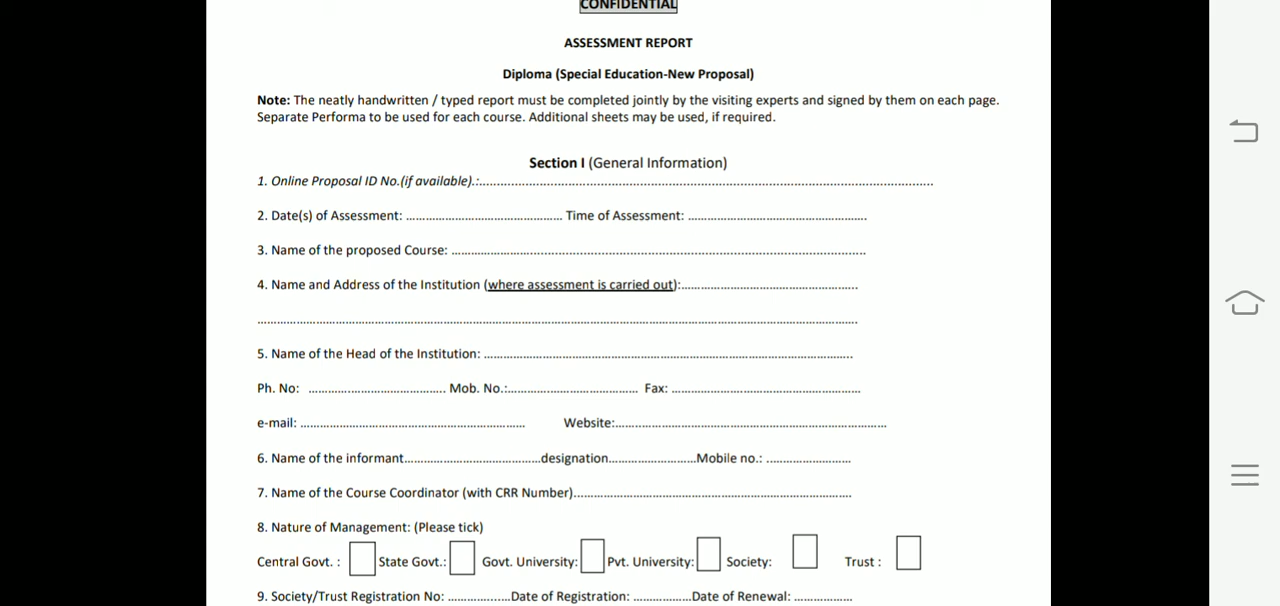 CONFIDENTIAL
ASSESSMENT REPORT
Diploma (Special Education-New Proposal)
Note: The neatly handwritten / typed report must be completed jointly by the visiting experts and signed by them on each page.
Separate Performa to be used for each course. Additional sheets may be used, if required.
Section I (General Information)
1. Online Proposal ID No.(if available).:..........................................................................................................
2. Date(s) of Assessment: ................................................ Time of Assessment: ......................................................
3. Name of the proposed Course: ..............................................................................................................................
4. Name and Address of the Institution (where assessment is carried out):......................................................
......................................................................................................................................................................................
5. Name of the Head of the Institution: .................................................................................................................
Ph. No: .......................................... Mob. No.:........................................ Fax: ..........................................................
e-mail: ..................................................................... Website:...................................................................................
6. Name of the informant..........................................designation...........................Mobile no.: ..........................
7. Name of the Course Coordinator (with CRR Number).....................................................................................
8. Nature of Management: (Please tick)
Central Govt. : State Govt.: Govt. University: Pvt. University: Society: Trust :
9. Society/Trust Registration No: ...................Date of Registration: ..................Date of Renewal: ..................